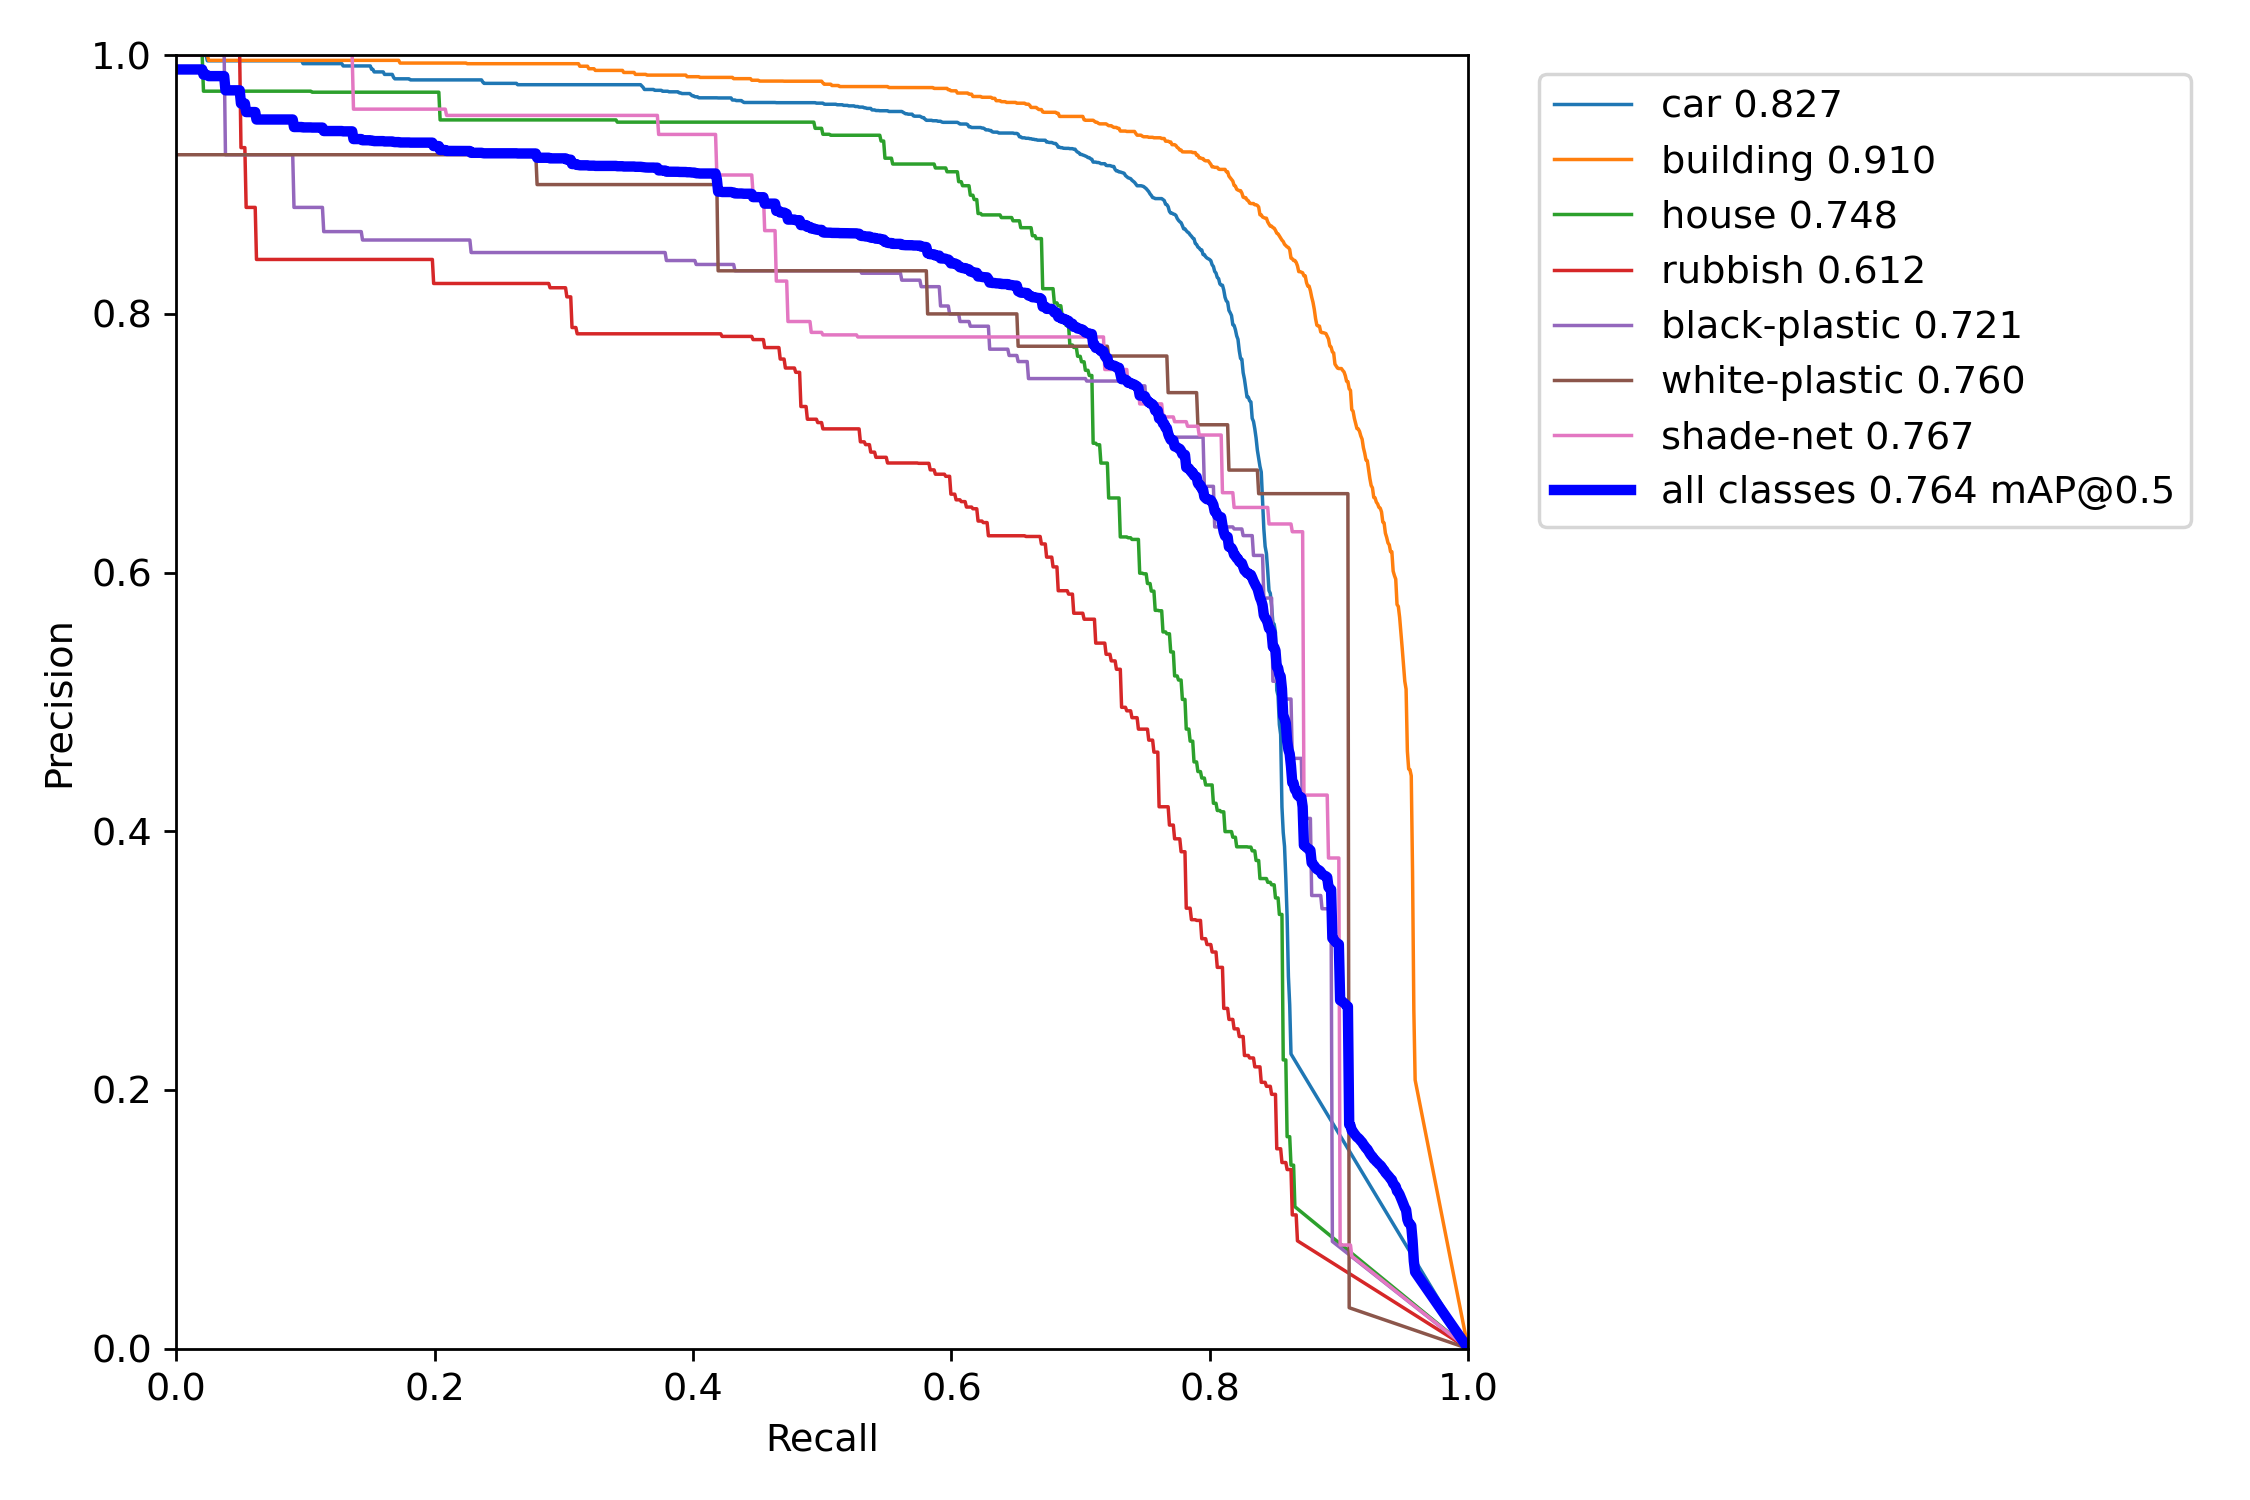 1.0
0.8
0.6
0.4
0.2
0.0
0.0 0.2 0.4 0.6 0.8 1.0
Precision
Recall
car 0.827
building 0.910
house 0.748
rubbish 0.612
black-plastic 0.721
white-plastic 0.760
shade-net 0.767
all classes 0.764 mAP@0.5